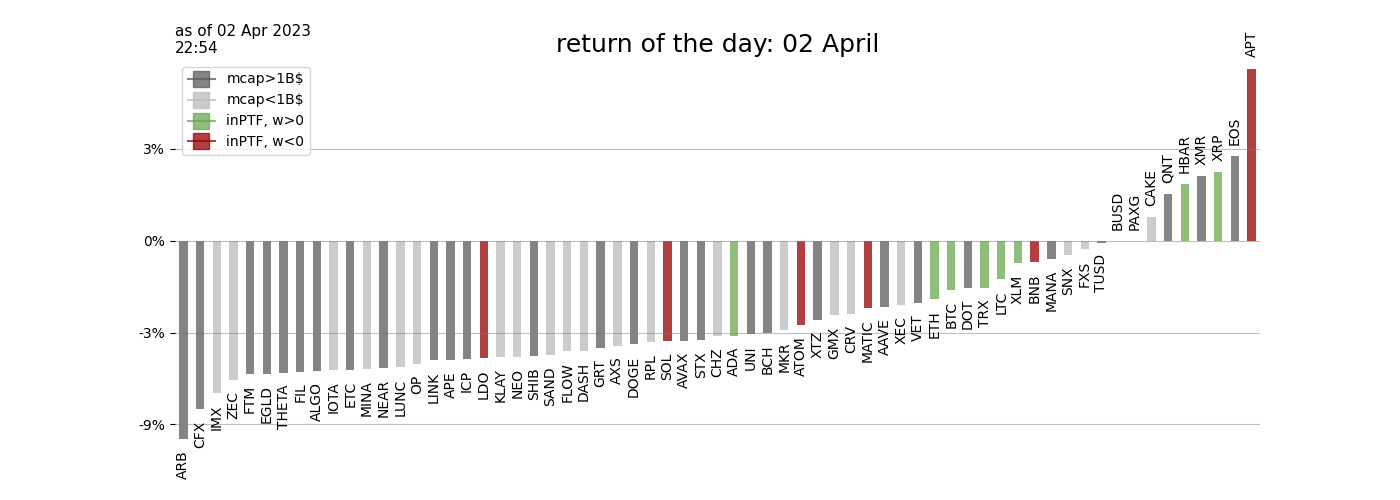 as of 02 Apr 2023
22:54
return of the day: 02 April
mcap>1B$
mcap<1B$
inPTF, w>0
inPTF, w<0
3%
0%
-3%
-9%
ARB
CFX
IMX
ZEC
FTM
EGLD
THETA
FIL
ALGO
IOTA
ETC
MINA
NEAR
LUNC
OP
LINK
APE
ICP
LDO
KLAY
NEO
SHIB
SAND
FLOW
DASH
GRT
AXS
DOGE
RPL
SOL
AVAX
STX
CHZ
ADA
UNI
BCH
MKR
ATOM
XTZ
GMX
CRV
MATIC
AAVE
XEC
VET
ETH
BTC
DOT
TRX
LTC
XLM
BNB
MANA
SNX
FXS
TUSD
BUSD
PAXG
CAKE
QNT
HBAR
XMR
XRP
EOS
APT